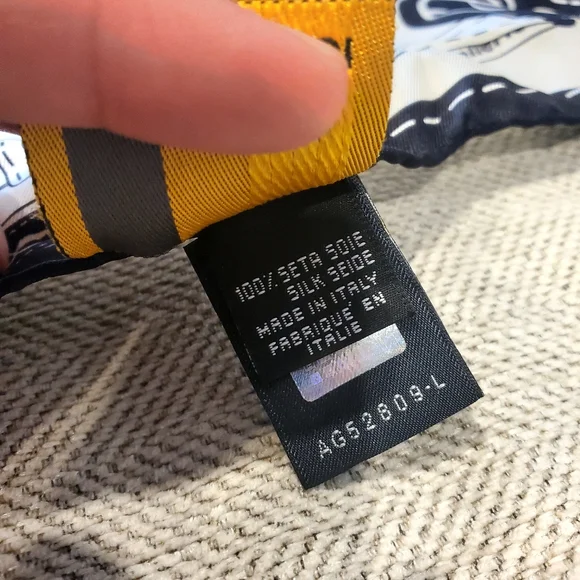 100% SETA SOIE
SILK SEIDE
MADE IN ITALY
FABRIQUE' EN
ITALIE
AG52809-L